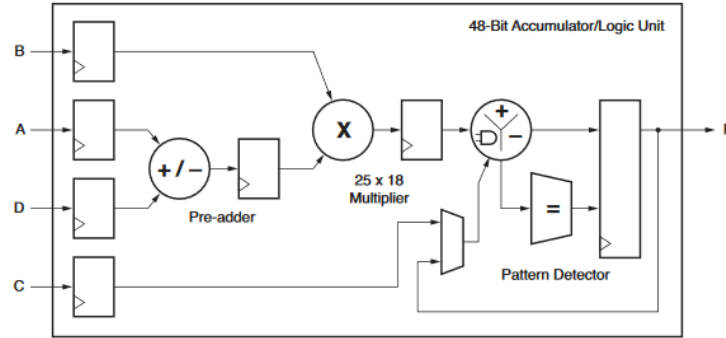 48-Bit Accumulator/Logic Unit
B
A
D
C
+ / −
Pre-adder
X
25 x 18
Multiplier
+
−
=
Pattern Detector